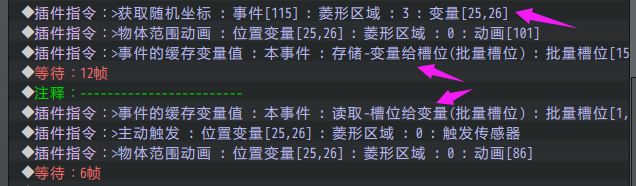 ◆插件指令:>获取随机坐标 : 事件[115] : 菱形区域 : 3 : 变量[25,26]
◆插件指令:>物体范围动画 : 位置变量[25,26] : 菱形区域 : 0 : 动画[101]
◆插件指令:>事件的缓存变量值 : 本事件 : 存储-变量给槽位(批量槽位) : 批量槽位[15
◆等待:12帧
◆注释:------------------------
◆插件指令:>事件的缓存变量值 : 本事件 : 读取-槽位给变量(批量槽位) : 批量槽位[1,
◆插件指令:>主动触发 : 位置变量[25,26] : 菱形区域 : 0 : 触发传感器
◆插件指令:>物体范围动画 : 位置变量[25,26] : 菱形区域 : 0 : 动画[86]
◆等待:6帧